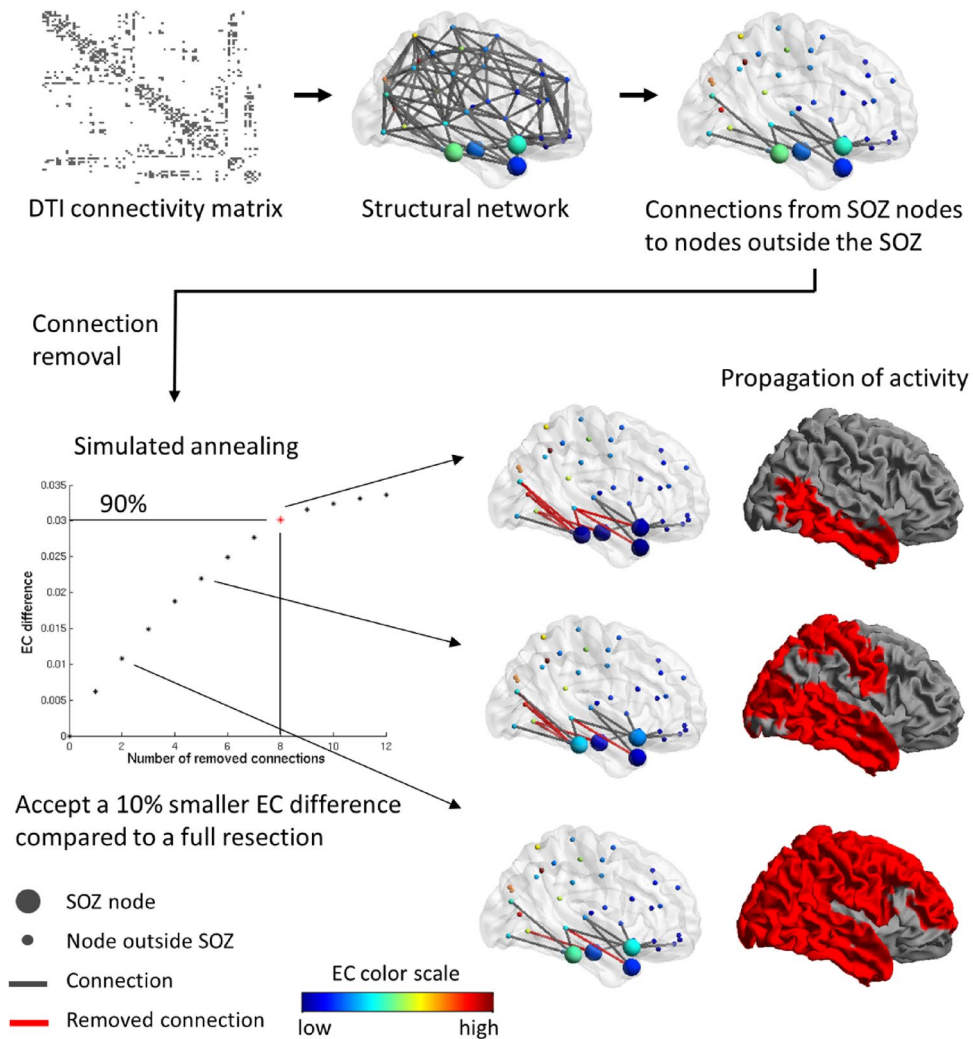 DTI connectivity matrix
Structural network
Connections from SOZ nodes
to nodes outside the SOZ
Connection
removal
Propagation of activity
Simulated annealing
90%
0.035
0.03
0.025
0.02
0.015
0.01
0.005
0
EC difference
0 2 4 6 8 10 12
Number of removed connections
Accept a 10% smaller EC difference
compared to a full resection
SOZ node
Node outside SOZ
Connection
Removed connection
EC color scale
low high